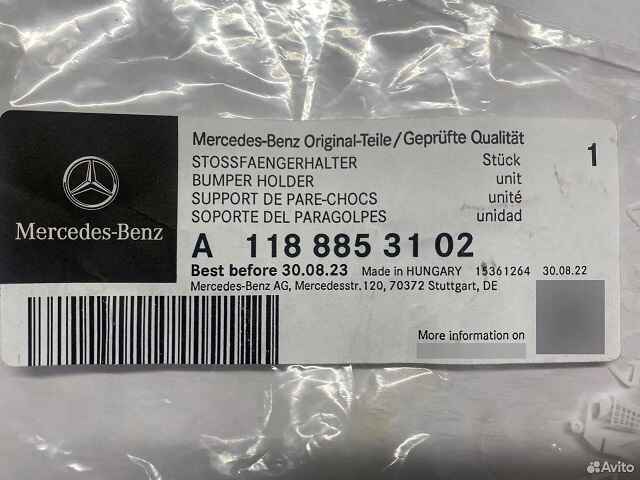 Mercedes-Benz
Mercedes-Benz Original-Teile/Geprüfte Qualität
STOSSFAENGERHALTER Stück 1
BUMPER HOLDER unit
SUPPORT DE PARE-CHOCS unité
SOPORTE DEL PARAGOLPES unidad
A 118 885 31 02
Best before 30.08.23 Made in HUNGARY 15361264 30.08.22
Mercedes-Benz AG, Mercedesstr.120, 70372 Stuttgart, DE
More information on
Avito